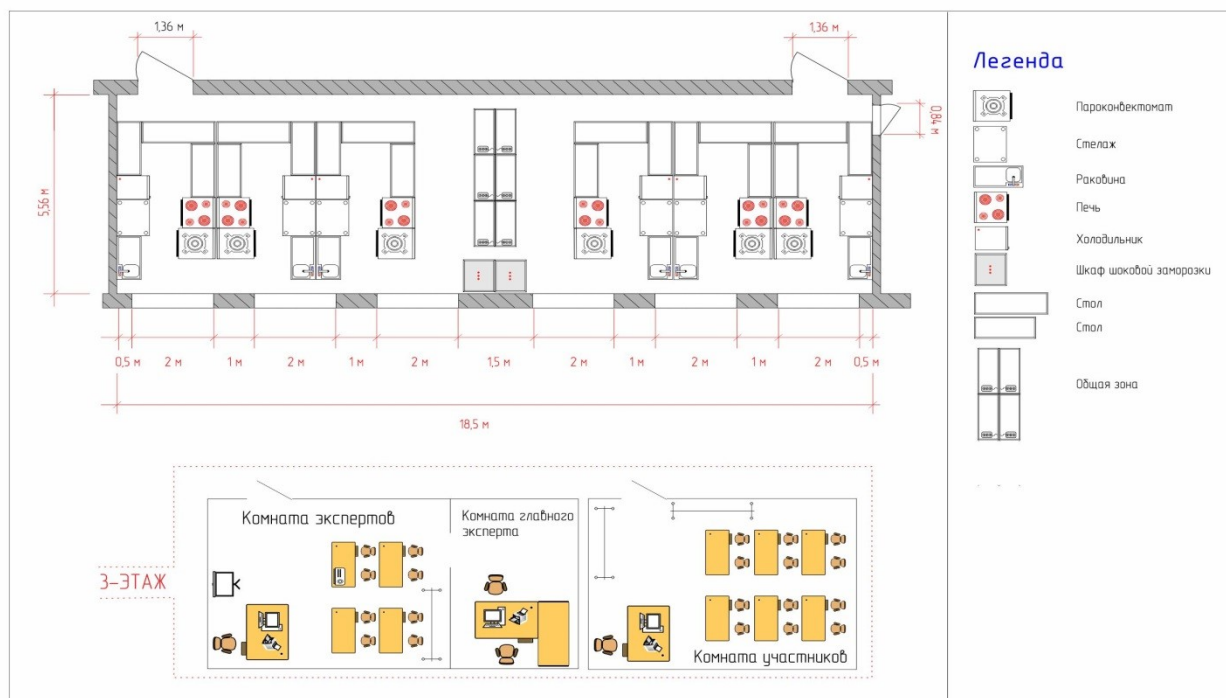 1,36 м
1,36 м
0,84 м
5,56 м
0,5 м
2 м
1 м
2 м
1 м
2 м
1,5 м
2 м
1 м
2 м
1 м
2 м
0,5 м
18,5 м
Легенда
Пароконвектомат
Стелаж
Раковина
Печь
Холодильник
Шкаф шоковой заморозки
Стол
Стол
Общая зона
3-ЭТАЖ
Комната экспертов
Комната главного
эксперта
Комната участников